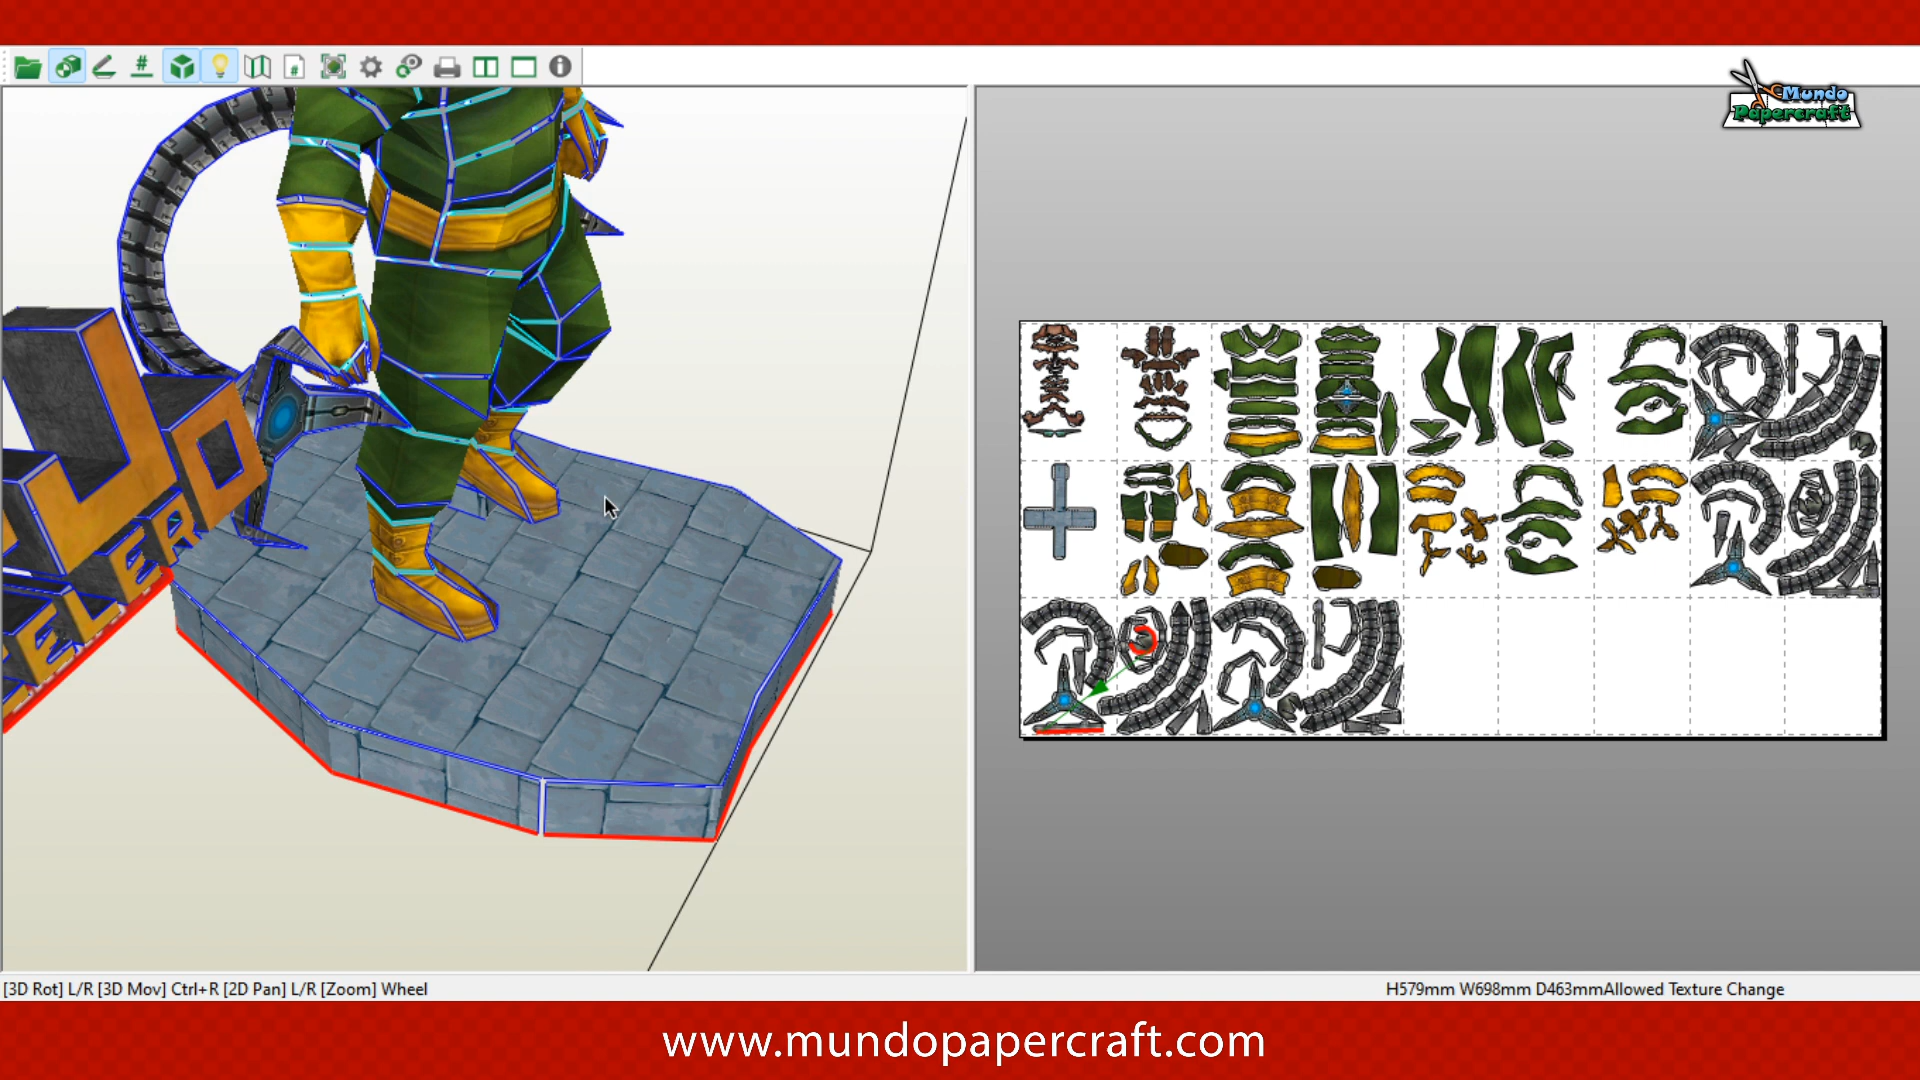 Mundo
Papercraft
[3D Rot] L/R [3D Mov] Ctrl+R [2D Pan] L/R [Zoom] Wheel
H579mm W698mm D463mmAllowed Texture Change
www.mundopapercraft.com